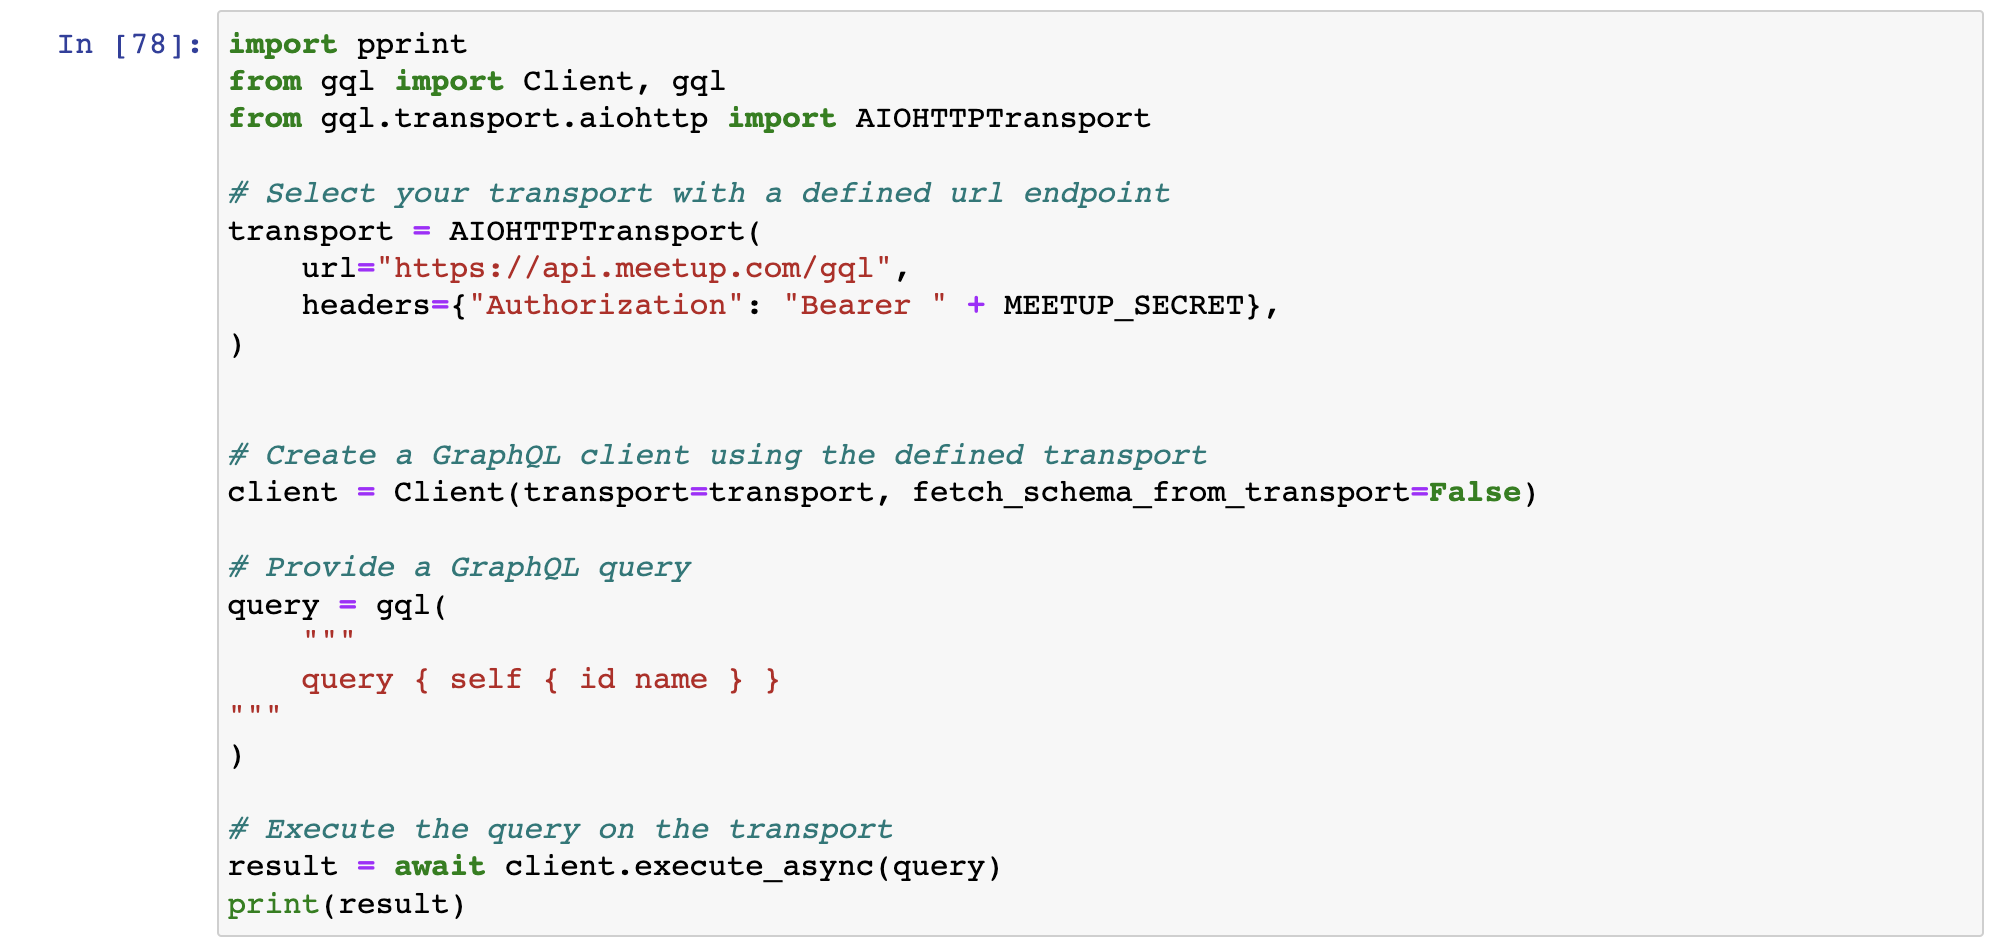 In [78]: import pprint
from gql import Client, gql
from gql.transport.aiohttp import AIOHTTPTransport

# Select your transport with a defined url endpoint
transport = AIOHTTPTransport(
    url="https://api.meetup.com/gql",
    headers={"Authorization": "Bearer " + MEETUP_SECRET},
)


# Create a GraphQL client using the defined transport
client = Client(transport=transport, fetch_schema_from_transport=False)

# Provide a GraphQL query
query = gql(
    """
    query { self { id name } }
"""
)

# Execute the query on the transport
result = await client.execute_async(query)
print(result)